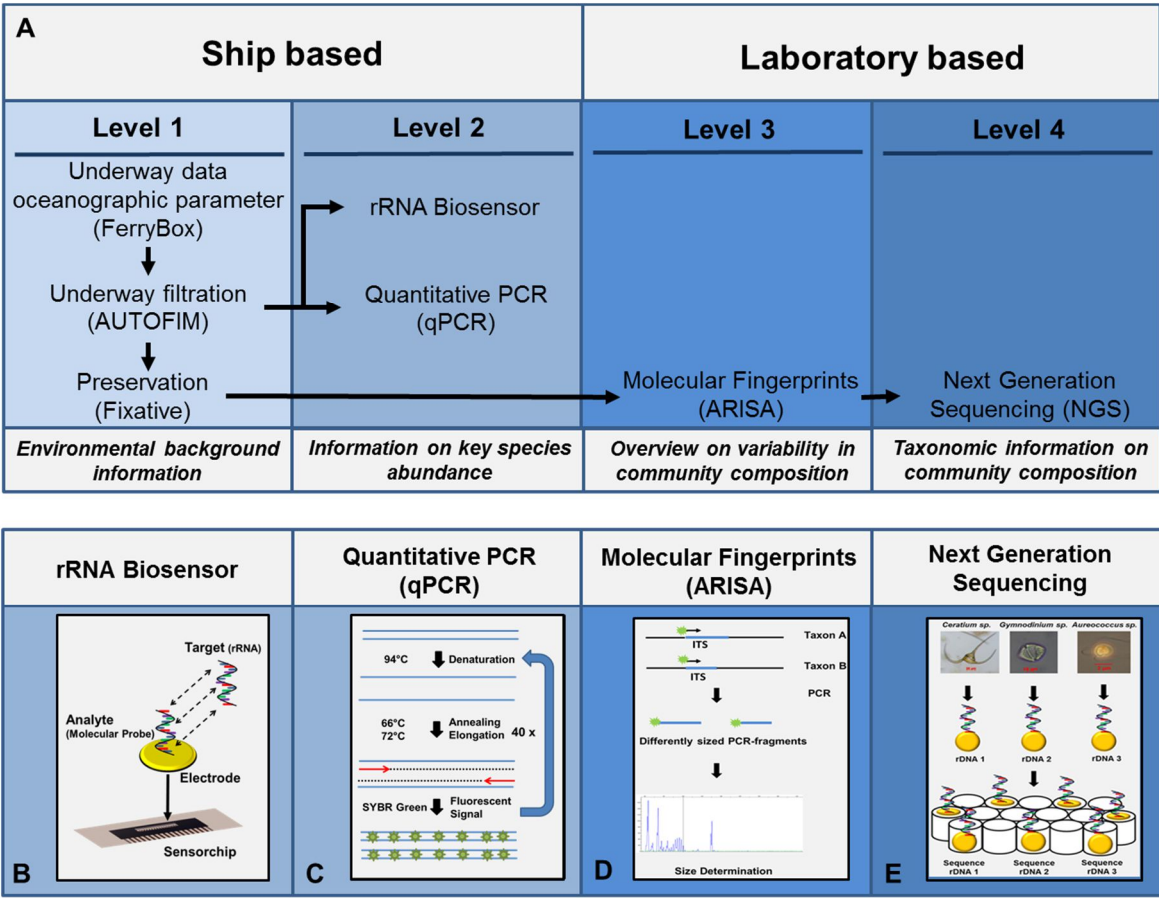 A
Ship based
Laboratory based
Level 1
Level 2
Level 3
Level 4
Underway data
oceanographic parameter
(FerryBox)
Underway filtration
(AUTOFIM)
Preservation
(Fixative)
rRNA Biosensor
Quantitative PCR
(qPCR)
Molecular Fingerprints
(ARISA)
Next Generation
Sequencing (NGS)
Environmental background
information
Information on key species
abundance
Overview on variability in
community composition
Taxonomic information on
community composition
rRNA Biosensor
Target (rRNA)
Analyte
(Molecular Probe)
Electrode
Sensorchip
B
Quantitative PCR
(qPCR)
94°C
Denaturation
66°C
72°C
Annealing
Elongation
40 x
SYBR Green
Fluorescent
Signal
C
Molecular Fingerprints
(ARISA)
Taxon A
ITS
Taxon B
ITS
PCR
Differently sized PCR-fragments
Size Determination
D
Next Generation
Sequencing
Ceratium sp.
Gymnodinium sp.
Aureococcus sp.
rDNA 1
rDNA 2
rDNA 3
Sequence
rDNA 1
Sequence
rDNA 2
Sequence
rDNA 3
E